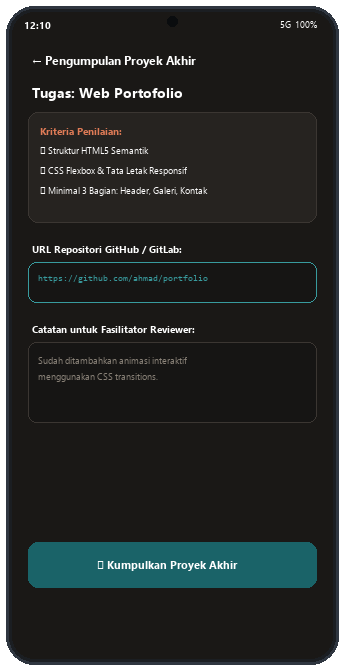 12:10
5G 100%
← Pengumpulan Proyek Akhir
Tugas: Web Portofolio
Kriteria Penilaian:
▯ Struktur HTML5 Semantik
▯ CSS Flexbox & Tata Letak Responsif
▯ Minimal 3 Bagian: Header, Galeri, Kontak
URL Repositori GitHub / GitLab:
https://github.com/ahmad/portfolio
Catatan untuk Fasilitator Reviewer:
Sudah ditambahkan animasi interaktif
menggunakan CSS transitions.
▯ Kumpulkan Proyek Akhir